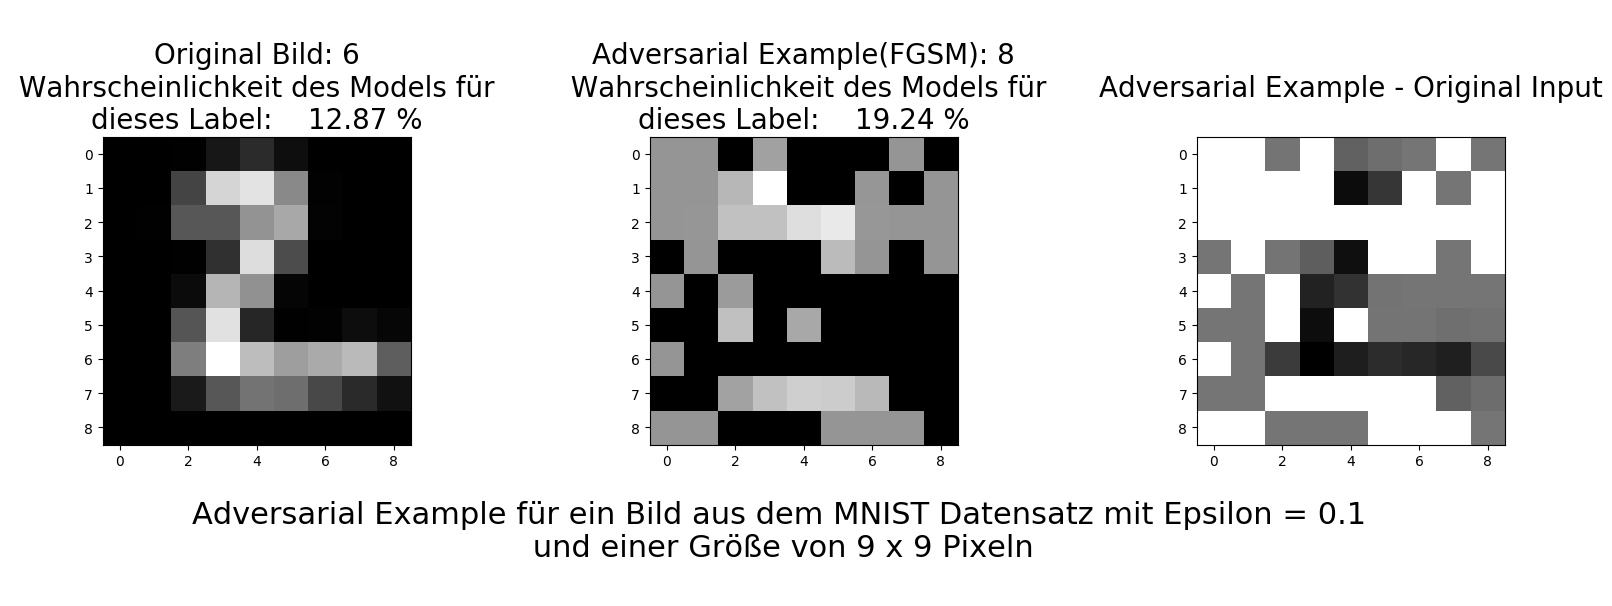 Original Bild: 6
Wahrscheinlichkeit des Models für
dieses Label: 12.87 %
0
1
2
3
4
5
6
7
8
0 2 4 6 8
Adversarial Example(FGSM): 8
Wahrscheinlichkeit des Models für
dieses Label: 19.24 %
0
1
2
3
4
5
6
7
8
0 2 4 6 8
Adversarial Example - Original Input
0
1
2
3
4
5
6
7
8
0 2 4 6 8
Adversarial Example für ein Bild aus dem MNIST Datensatz mit Epsilon = 0.1
und einer Größe von 9 x 9 Pixeln